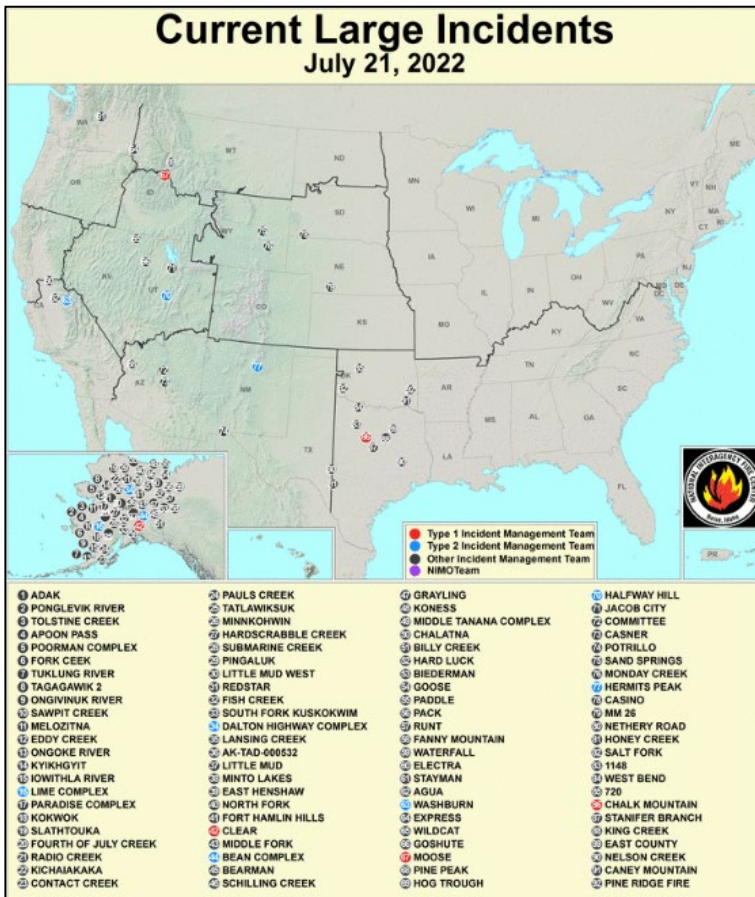 Current Large Incidents
July 21, 2022
WA
MT
ND
MN
ME
OR
ID
SD
WI
MI
VT
NH
NY
MA
CT
RI
WY
NE
IA
PA
NJ
NV
UT
CO
IL
IN
OH
MD
DE
DC
WV
VA
CA
KS
MO
KY
AZ
NM
OK
AR
TN
NC
SC
TX
LA
MS
AL
GA
FL
PR
NATIONAL INTERAGENCY FIRE CENTER
Boise, Idaho
Type 1 Incident Management Team
Type 2 Incident Management Team
Other Incident Management Team
NIMOTeam
1 ADAK
2 PONGLEVIK RIVER
3 TOLSTINE CREEK
4 APOON PASS
5 POORMAN COMPLEX
6 FORK CEEK
7 TUKLUNG RIVER
8 TAGAGAWIK 2
9 ONGIVINUK RIVER
10 SAWPIT CREEK
11 MELOZITNA
12 EDDY CREEK
13 ONGOKE RIVER
14 KYIKHGYIT
15 IOWITHLA RIVER
16 LIME COMPLEX
17 PARADISE COMPLEX
18 KOKWOK
19 SLATHTOUKA
20 FOURTH OF JULY CREEK
21 RADIO CREEK
22 KICHAIAKAKA
23 CONTACT CREEK
24 PAULS CREEK
25 TATLAWIKSUK
26 MINNKOHWIN
27 HARDSCRABBLE CREEK
28 SUBMARINE CREEK
29 PINGALUK
30 LITTLE MUD WEST
31 REDSTAR
32 FISH CREEK
33 SOUTH FORK KUSKOKWIM
34 DALTON HIGHWAY COMPLEX
35 LANSING CREEK
36 AK-TAD-000532
37 LITTLE MUD
38 MINTO LAKES
39 EAST HENSHAW
40 NORTH FORK
41 FORT HAMLIN HILLS
42 CLEAR
43 MIDDLE FORK
44 BEAN COMPLEX
45 BEARMAN
46 SCHILLING CREEK
47 GRAYLING
48 KONESS
49 MIDDLE TANANA COMPLEX
50 CHALATNA
51 BILLY CREEK
52 HARD LUCK
53 BIEDERMAN
54 GOOSE
55 PADDLE
56 PACK
57 RUNT
58 FANNY MOUNTAIN
59 WATERFALL
60 ELECTRA
61 STAYMAN
62 AGUA
63 WASHBURN
64 EXPRESS
65 WILDCAT
66 GOSHUTE
67 MOOSE
68 PINE PEAK
69 HOG TROUGH
70 HALFWAY HILL
71 JACOB CITY
72 COMMITTEE
73 CASNER
74 POTRILLO
75 SAND SPRINGS
76 MONDAY CREEK
77 HERMITS PEAK
78 CASINO
79 MM 26
80 NETHERY ROAD
81 HONEY CREEK
82 SALT FORK
83 1148
84 WEST BEND
85 720
86 CHALK MOUNTAIN
87 STANIFER BRANCH
88 KING CREEK
89 EAST COUNTY
90 NELSON CREEK
91 CANEY MOUNTAIN
92 PINE RIDGE FIRE